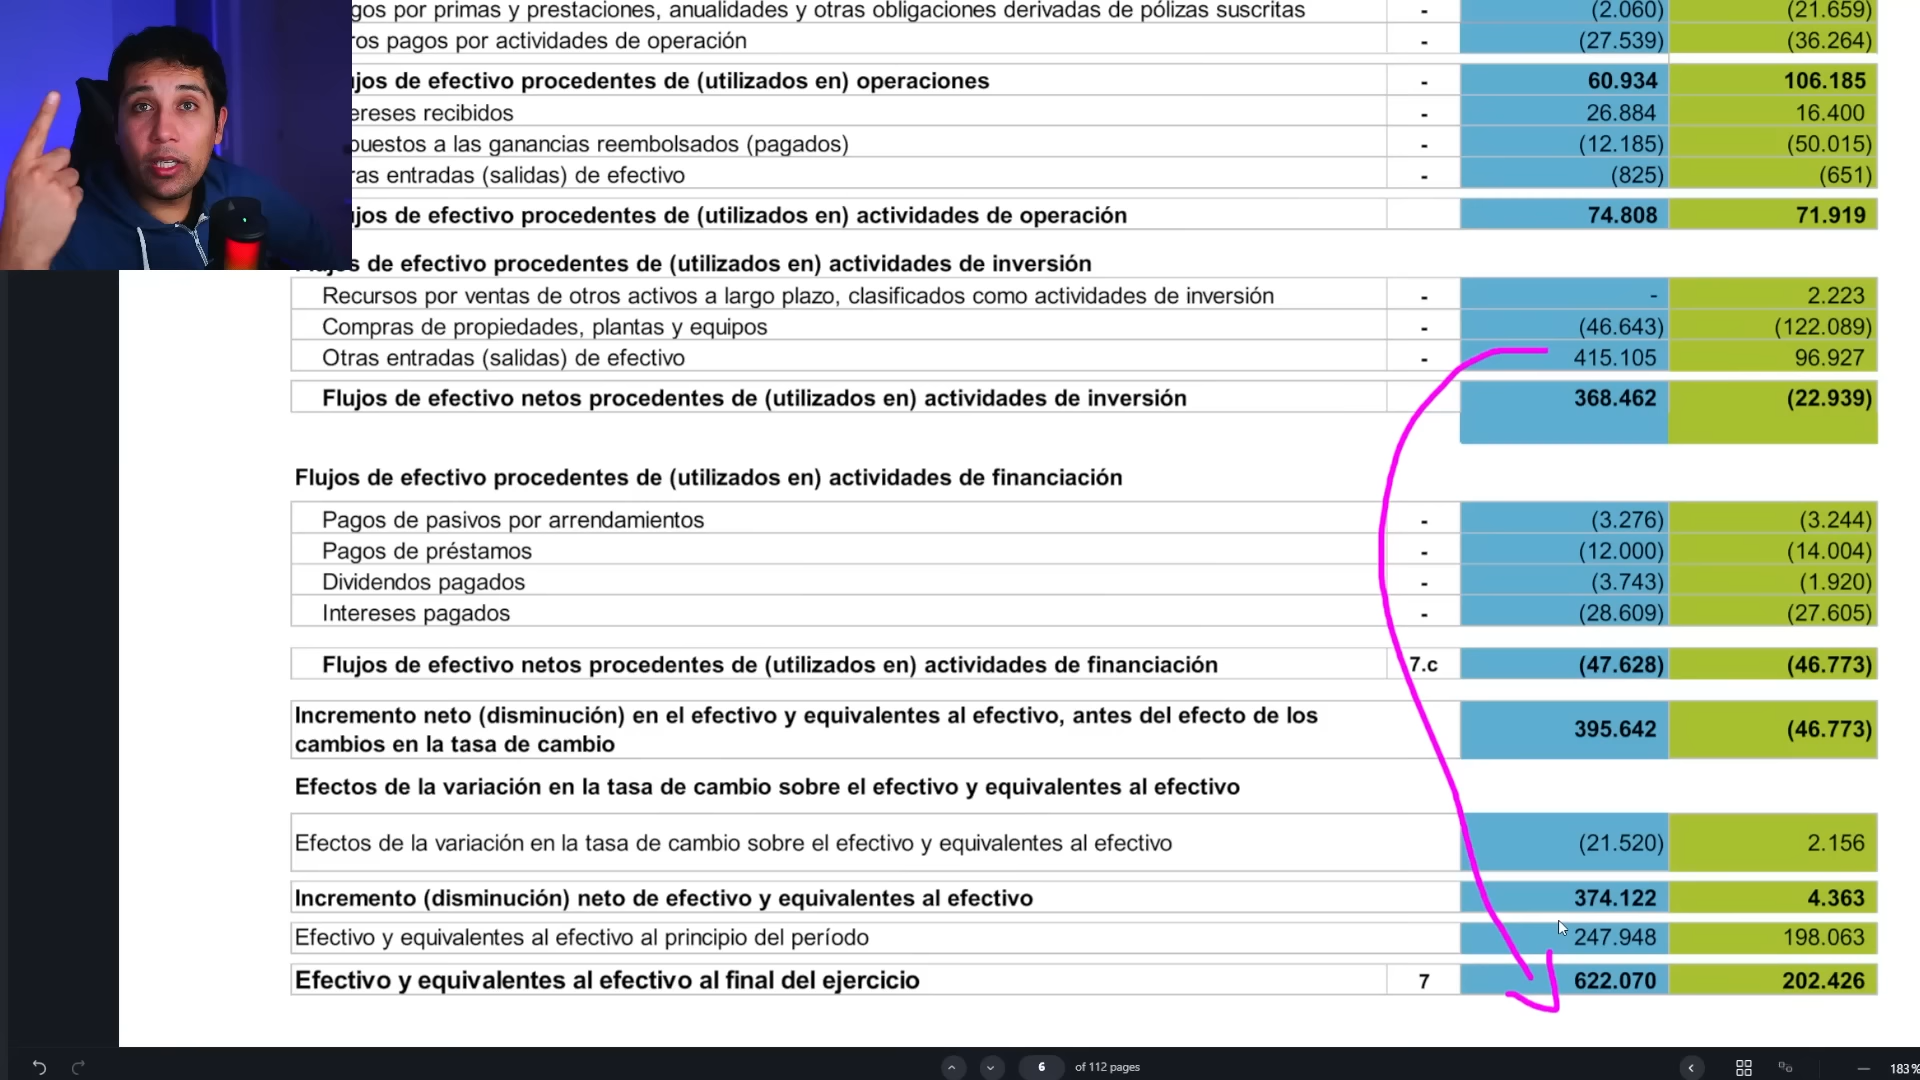 gos por primas y prestaciones, anualidades y otras obligaciones derivadas de pólizas suscritas - (2.060) (21.659)
ros pagos por actividades de operación - (27.539) (36.264)
jos de efectivo procedentes de (utilizados en) operaciones - 60.934 106.185
ereses recibidos - 26.884 16.400
puestos a las ganancias reembolsados (pagados) - (12.185) (50.015)
ras entradas (salidas) de efectivo - (825) (651)
jos de efectivo procedentes de (utilizados en) actividades de operación 74.808 71.919
Flujos de efectivo procedentes de (utilizados en) actividades de inversión
Recursos por ventas de otros activos a largo plazo, clasificados como actividades de inversión - - 2.223
Compras de propiedades, plantas y equipos - (46.643) (122.089)
Otras entradas (salidas) de efectivo - 415.105 96.927
Flujos de efectivo netos procedentes de (utilizados en) actividades de inversión 368.462 (22.939)
Flujos de efectivo procedentes de (utilizados en) actividades de financiación
Pagos de pasivos por arrendamientos - (3.276) (3.244)
Pagos de préstamos - (12.000) (14.004)
Dividendos pagados - (3.743) (1.920)
Intereses pagados - (28.609) (27.605)
Flujos de efectivo netos procedentes de (utilizados en) actividades de financiación 7.c (47.628) (46.773)
Incremento neto (disminución) en el efectivo y equivalentes al efectivo, antes del efecto de los
cambios en la tasa de cambio 395.642 (46.773)
Efectos de la variación en la tasa de cambio sobre el efectivo y equivalentes al efectivo
Efectos de la variación en la tasa de cambio sobre el efectivo y equivalentes al efectivo (21.520) 2.156
Incremento (disminución) neto de efectivo y equivalentes al efectivo 374.122 4.363
Efectivo y equivalentes al efectivo al principio del período 247.948 198.063
Efectivo y equivalentes al efectivo al final del ejercicio 7 622.070 202.426
6 of 112 pages 183%